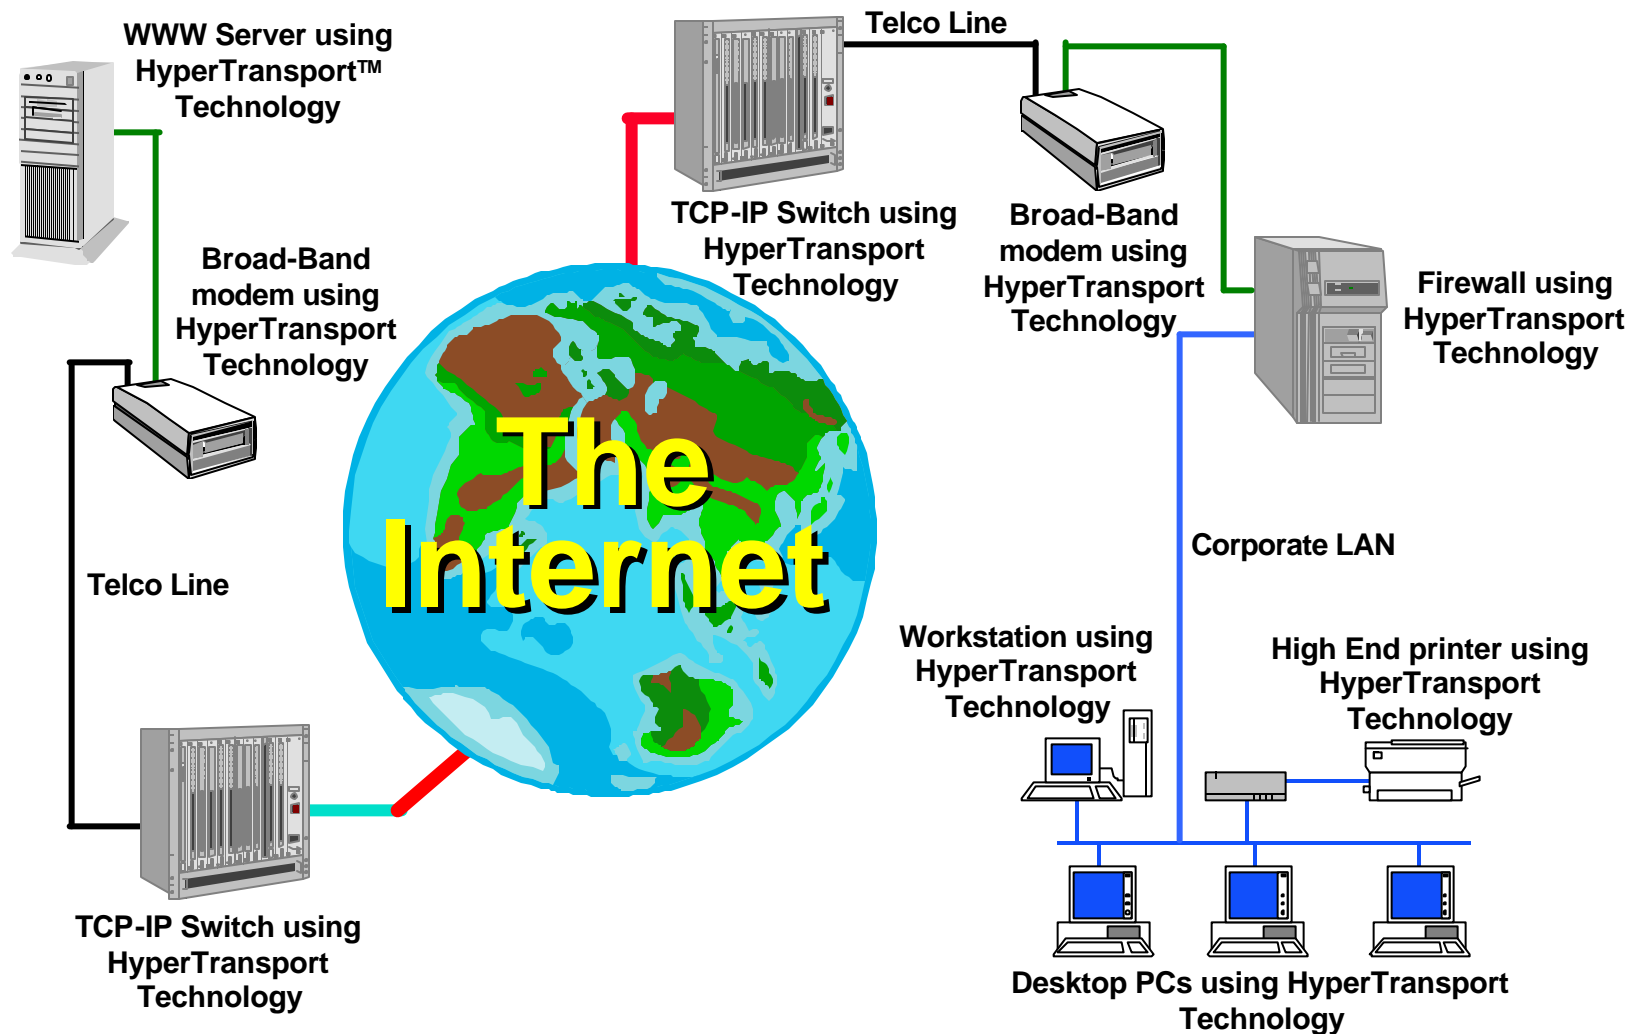 WWW Server using
HyperTransport™
Technology
Broad-Band
modem using
HyperTransport
Technology
Telco Line
TCP-IP Switch using
HyperTransport
Technology
The
Internet
TCP-IP Switch using
HyperTransport
Technology
Telco Line
Broad-Band
modem using
HyperTransport
Technology
Firewall using
HyperTransport
Technology
Corporate LAN
Workstation using
HyperTransport
Technology
High End printer using
HyperTransport
Technology
Desktop PCs using HyperTransport
Technology